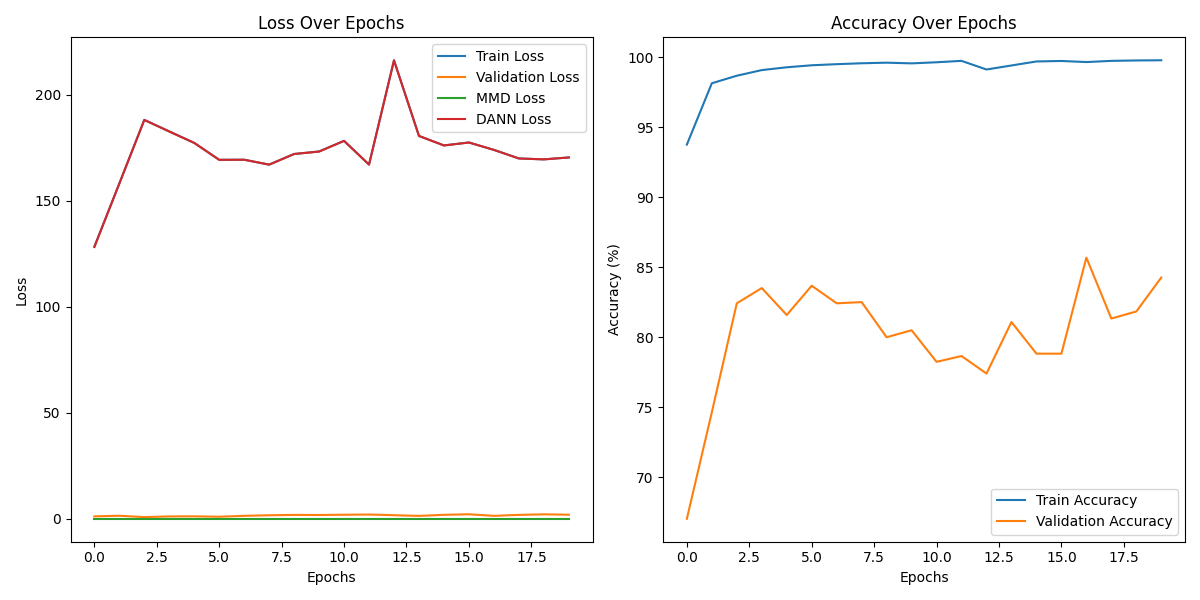 Loss Over Epochs
Train Loss
Validation Loss
MMD Loss
DANN Loss
200
150
100
50
0
Loss
0.0 2.5 5.0 7.5 10.0 12.5 15.0 17.5
Epochs
Accuracy Over Epochs
100
95
90
85
80
75
70
Accuracy (%)
Train Accuracy
Validation Accuracy
0.0 2.5 5.0 7.5 10.0 12.5 15.0 17.5
Epochs